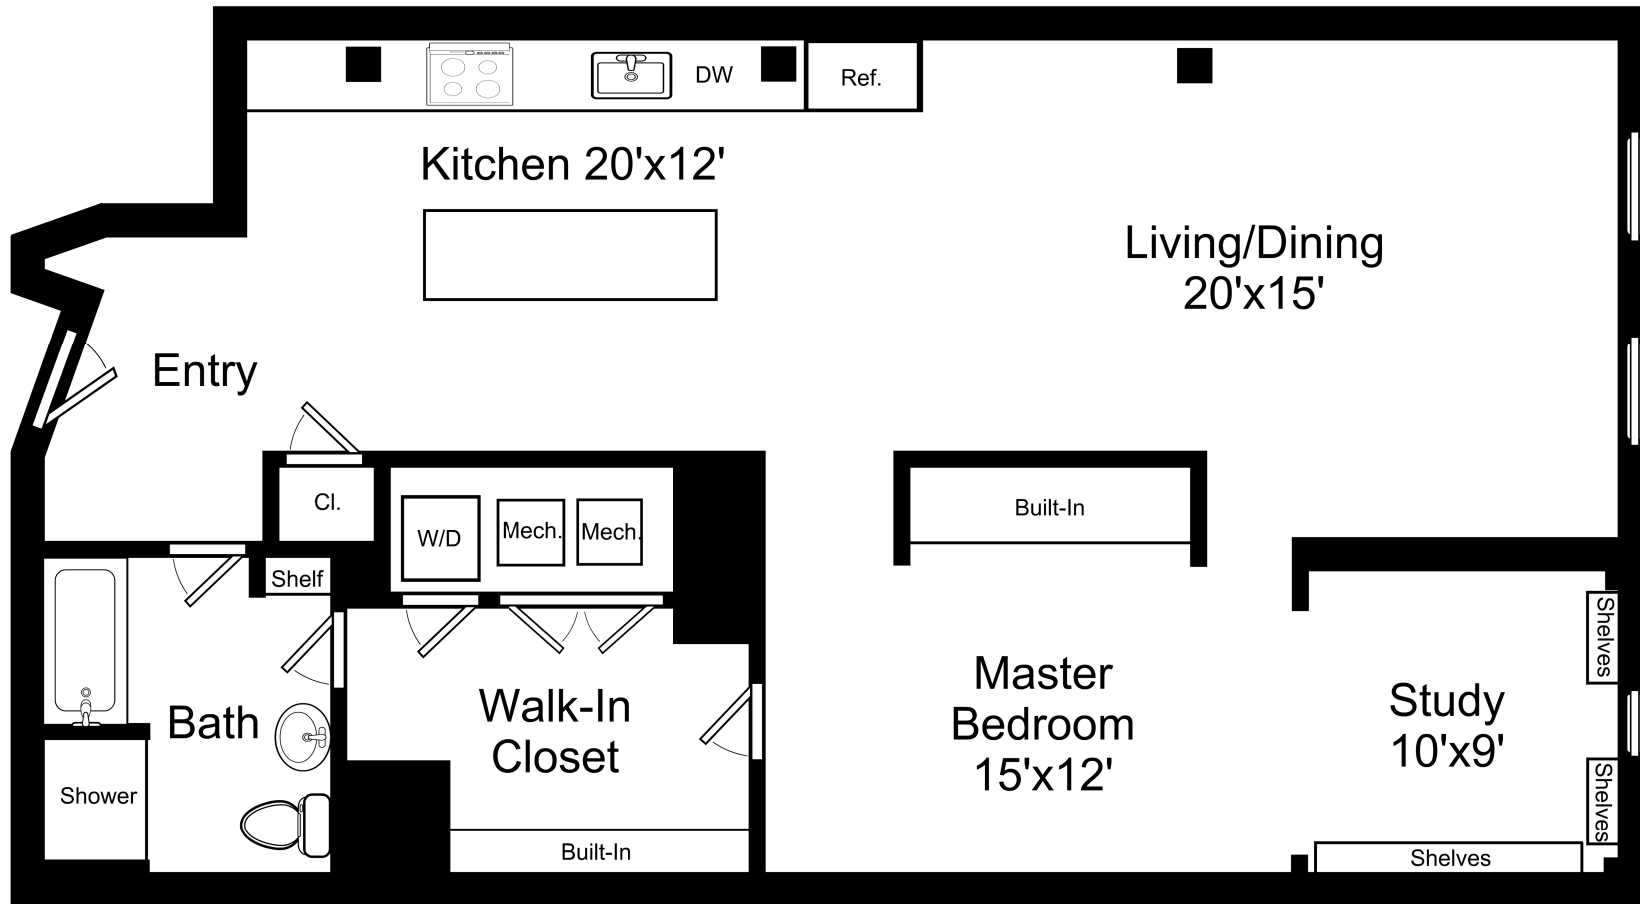 DW
Ref.
Kitchen 20'x12'
Living/Dining
20'x15'
Entry
Cl.
W/D
Mech.
Mech.
Built-In
Shelf
Shelves
Master
Bedroom
15'x12'
Study
10'x9'
Walk-In
Closet
Bath
Shower
Shelves
Built-In
Shelves